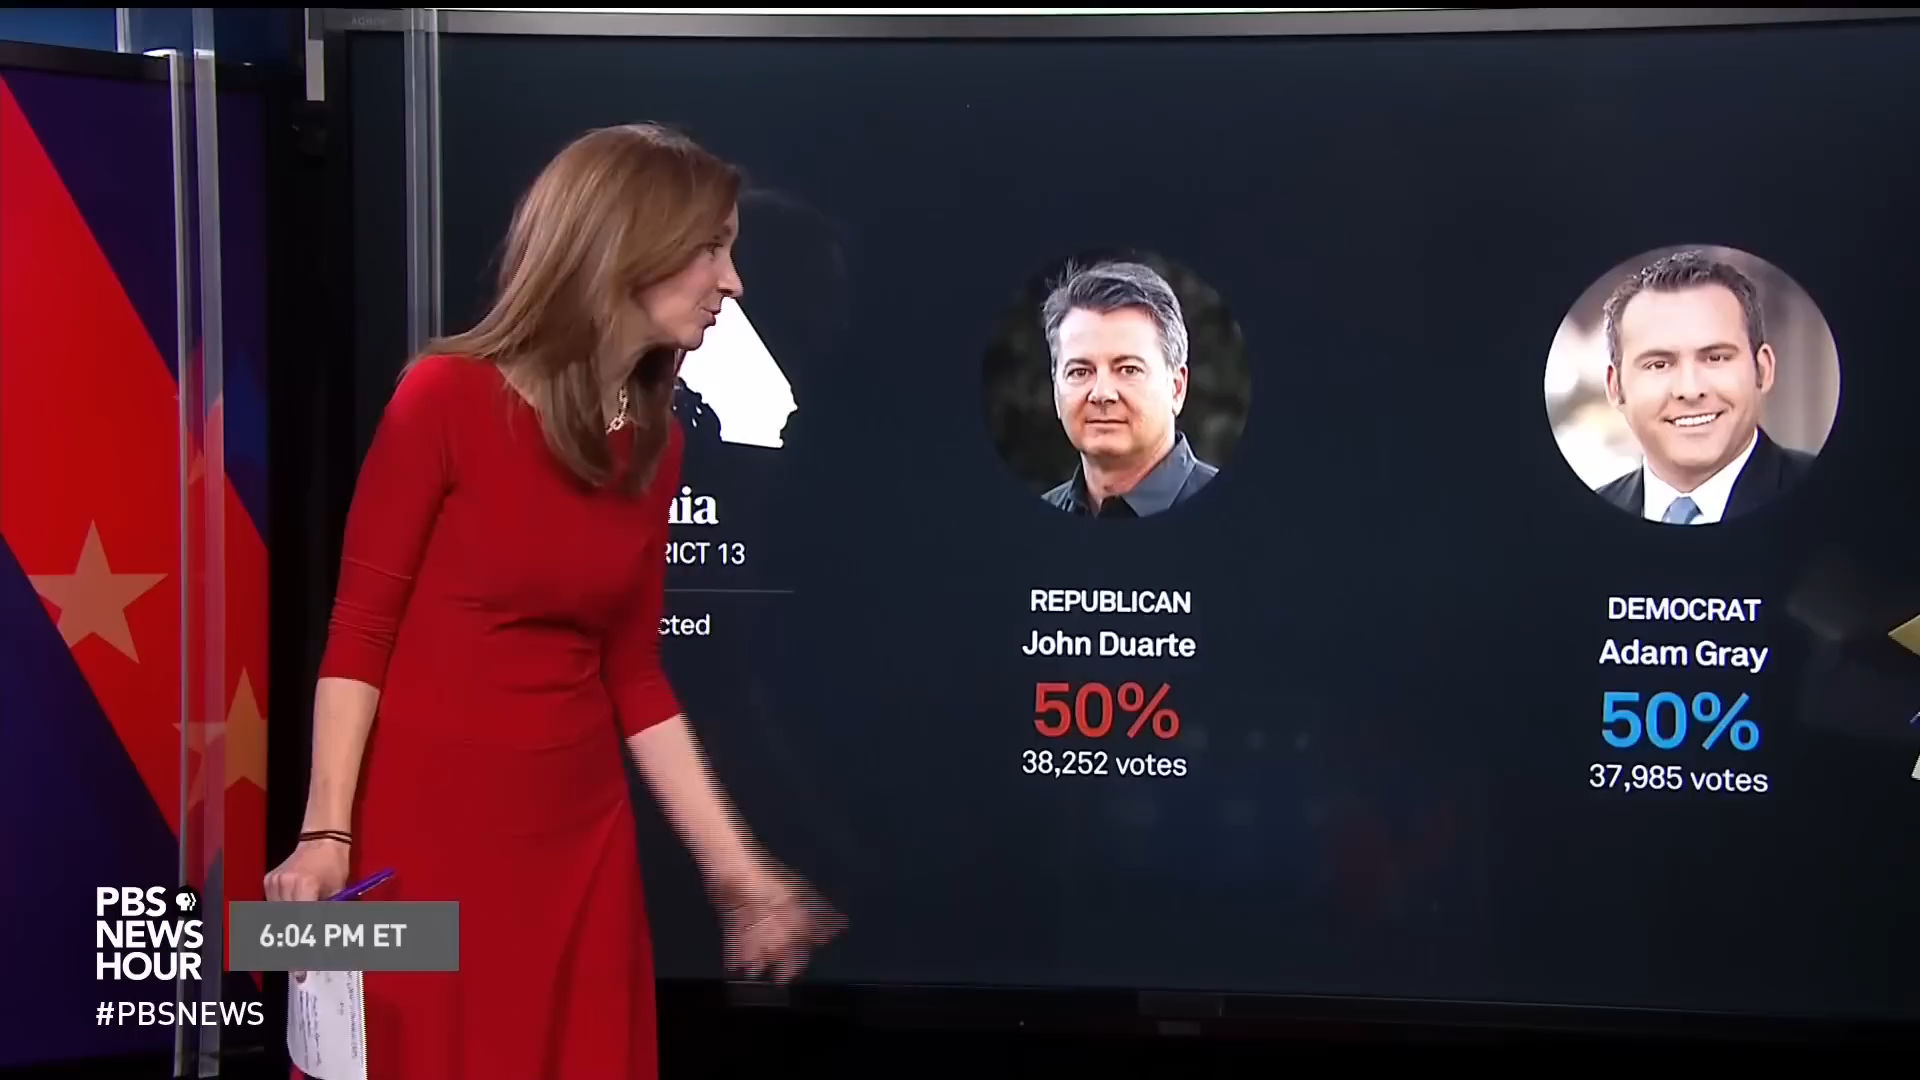 nia
RICT 13
cted
REPUBLICAN
John Duarte
50%
38,252 votes
DEMOCRAT
Adam Gray
50%
37,985 votes
PBS
NEWS
HOUR
6:04 PM ET
#PBSNEWS